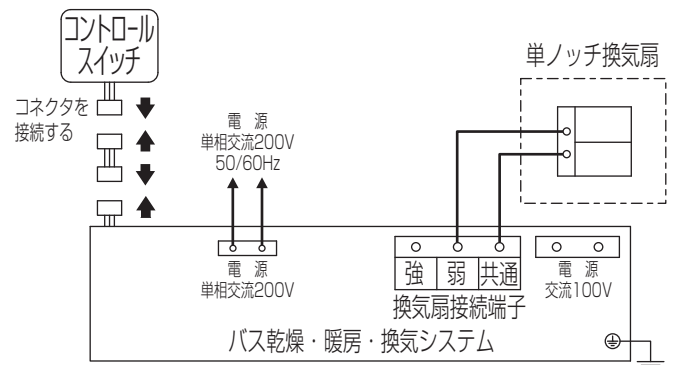 コントロール
スイッチ
コネクタを
接続する
電 源
単相交流200V
50/60Hz
単ノッチ換気扇
電 源
単相交流200V
強 弱 共通
換気扇接続端子
電 源
交流100V
バス乾燥・暖房・換気システム